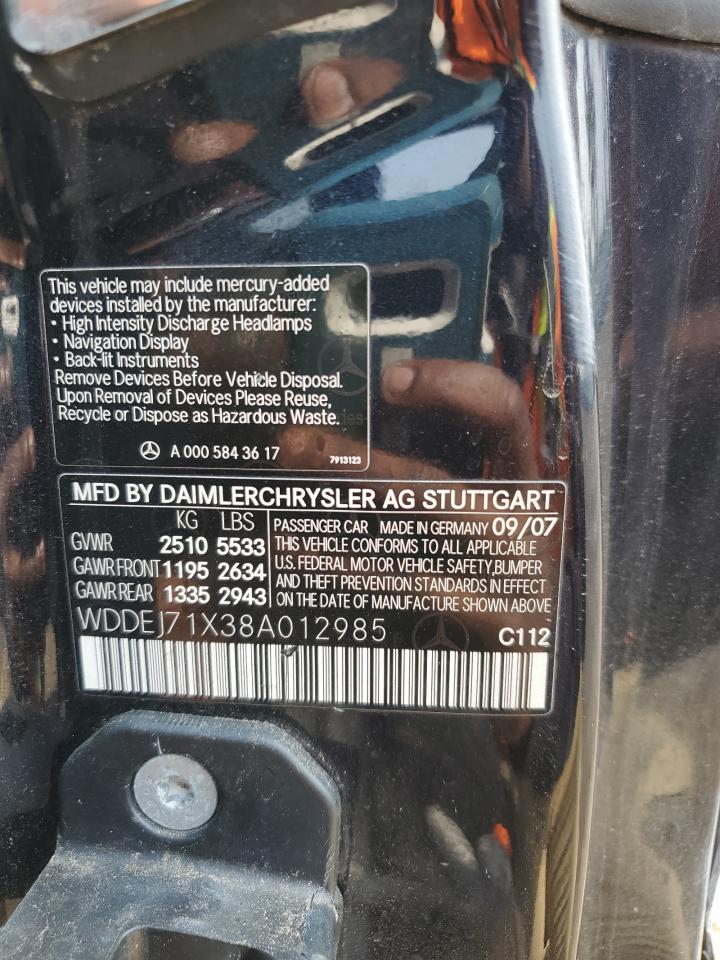 This vehicle may include mercury-added
devices installed by the manufacturer:
• High Intensity Discharge Headlamps
• Navigation Display
• Back-lit Instruments
Remove Devices Before Vehicle Disposal.
Upon Removal of Devices Please Reuse,
Recycle or Dispose as Hazardous Waste.
A 000 584 36 17 7913123
MFD BY DAIMLERCHRYSLER AG STUTTGART
KG LBS
GVWR 2510 5533
GAWR FRONT 1195 2634
GAWR REAR 1335 2943
PASSENGER CAR MADE IN GERMANY 09/07
THIS VEHICLE CONFORMS TO ALL APPLICABLE
U.S. FEDERAL MOTOR VEHICLE SAFETY,BUMPER
AND THEFT PREVENTION STANDARDS IN EFFECT
ON THE DATE OF MANUFACTURE SHOWN ABOVE
WDDEJ71X38A012985 C112